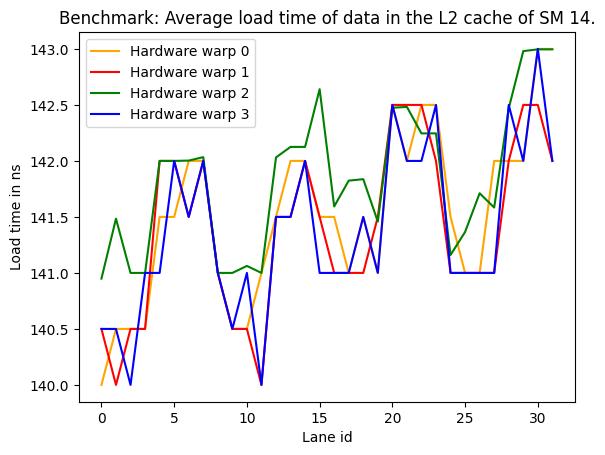 Benchmark: Average load time of data in the L2 cache of SM 14.
Hardware warp 0
Hardware warp 1
Hardware warp 2
Hardware warp 3
143.0
142.5
142.0
141.5
141.0
140.5
140.0
Load time in ns
0 5 10 15 20 25 30
Lane id